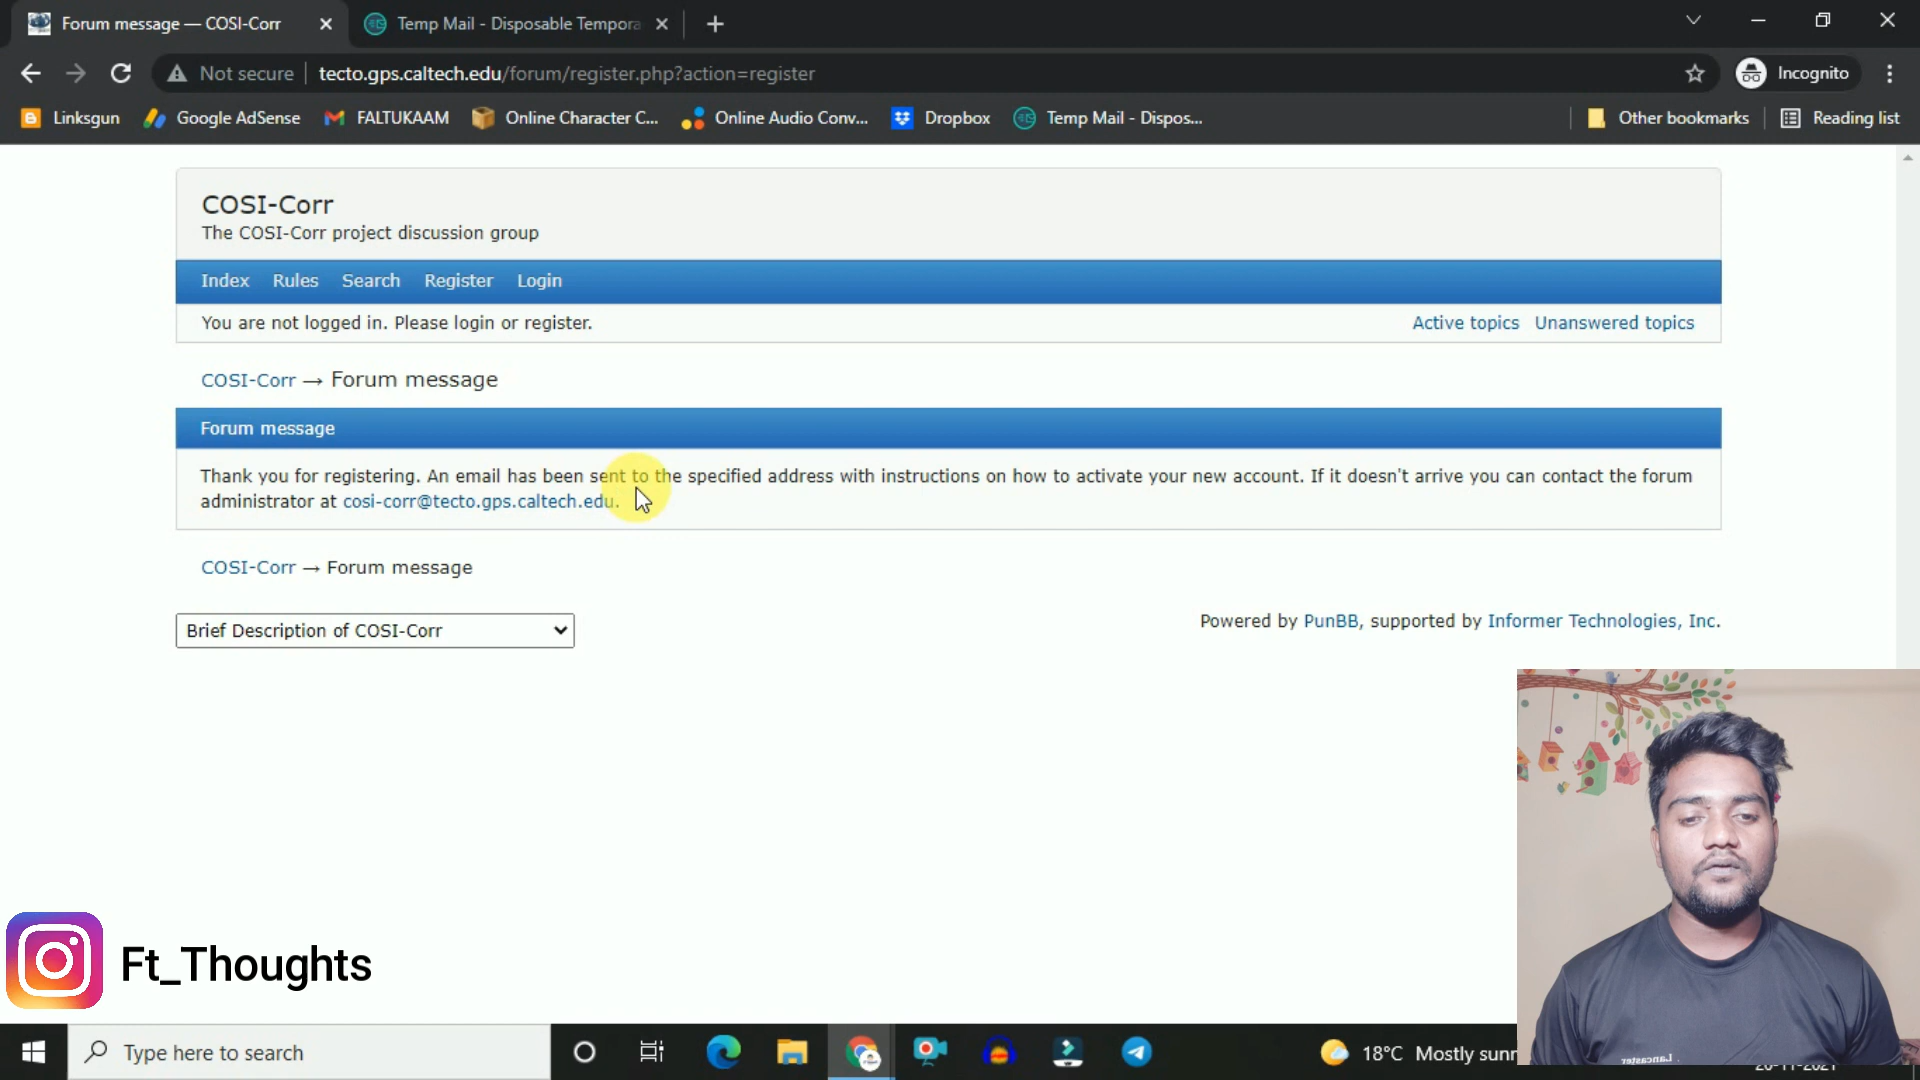 Forum message — COSI-Corr
Temp Mail - Disposable Tempora
Not secure
tecto.gps.caltech.edu/forum/register.php?action=register
Incognito
Linksgun
Google AdSense
FALTUKAAM
Online Character C...
Online Audio Conv...
Dropbox
Temp Mail - Dispos...
Other bookmarks
Reading list
COSI-Corr
The COSI-Corr project discussion group
Index Rules Search Register Login
You are not logged in. Please login or register.
Active topics Unanswered topics
COSI-Corr → Forum message
Forum message
Thank you for registering. An email has been sent to the specified address with instructions on how to activate your new account. If it doesn't arrive you can contact the forum
administrator at cosi-corr@tecto.gps.caltech.edu.
COSI-Corr → Forum message
Brief Description of COSI-Corr
Powered by PunBB, supported by Informer Technologies, Inc.
Ft_Thoughts
Type here to search
18°C Mostly sunn
Lancaster